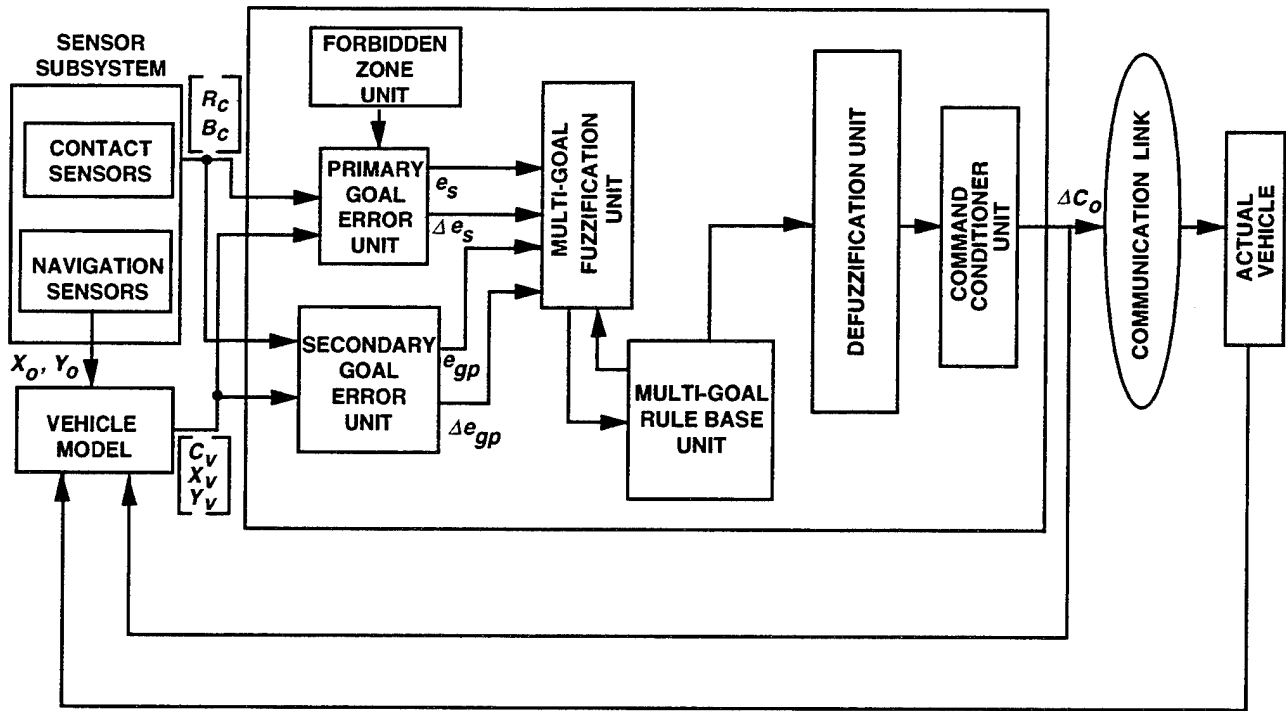 SENSOR
SUBSYSTEM
CONTACT
SENSORS
NAVIGATION
SENSORS
R_C
B_C
X_O, Y_O
VEHICLE
MODEL
C_V
X_V
Y_V
FORBIDDEN
ZONE
UNIT
PRIMARY
GOAL
ERROR
UNIT
e_s
Δe_s
SECONDARY
GOAL
ERROR
UNIT
e_gp
Δe_gp
MULTI-GOAL
FUZZIFICATION
UNIT
MULTI-GOAL
RULE BASE
UNIT
DEFUZZIFICATION UNIT
COMMAND
CONDITIONER
UNIT
ΔC_O
COMMUNICATION LINK
ACTUAL
VEHICLE